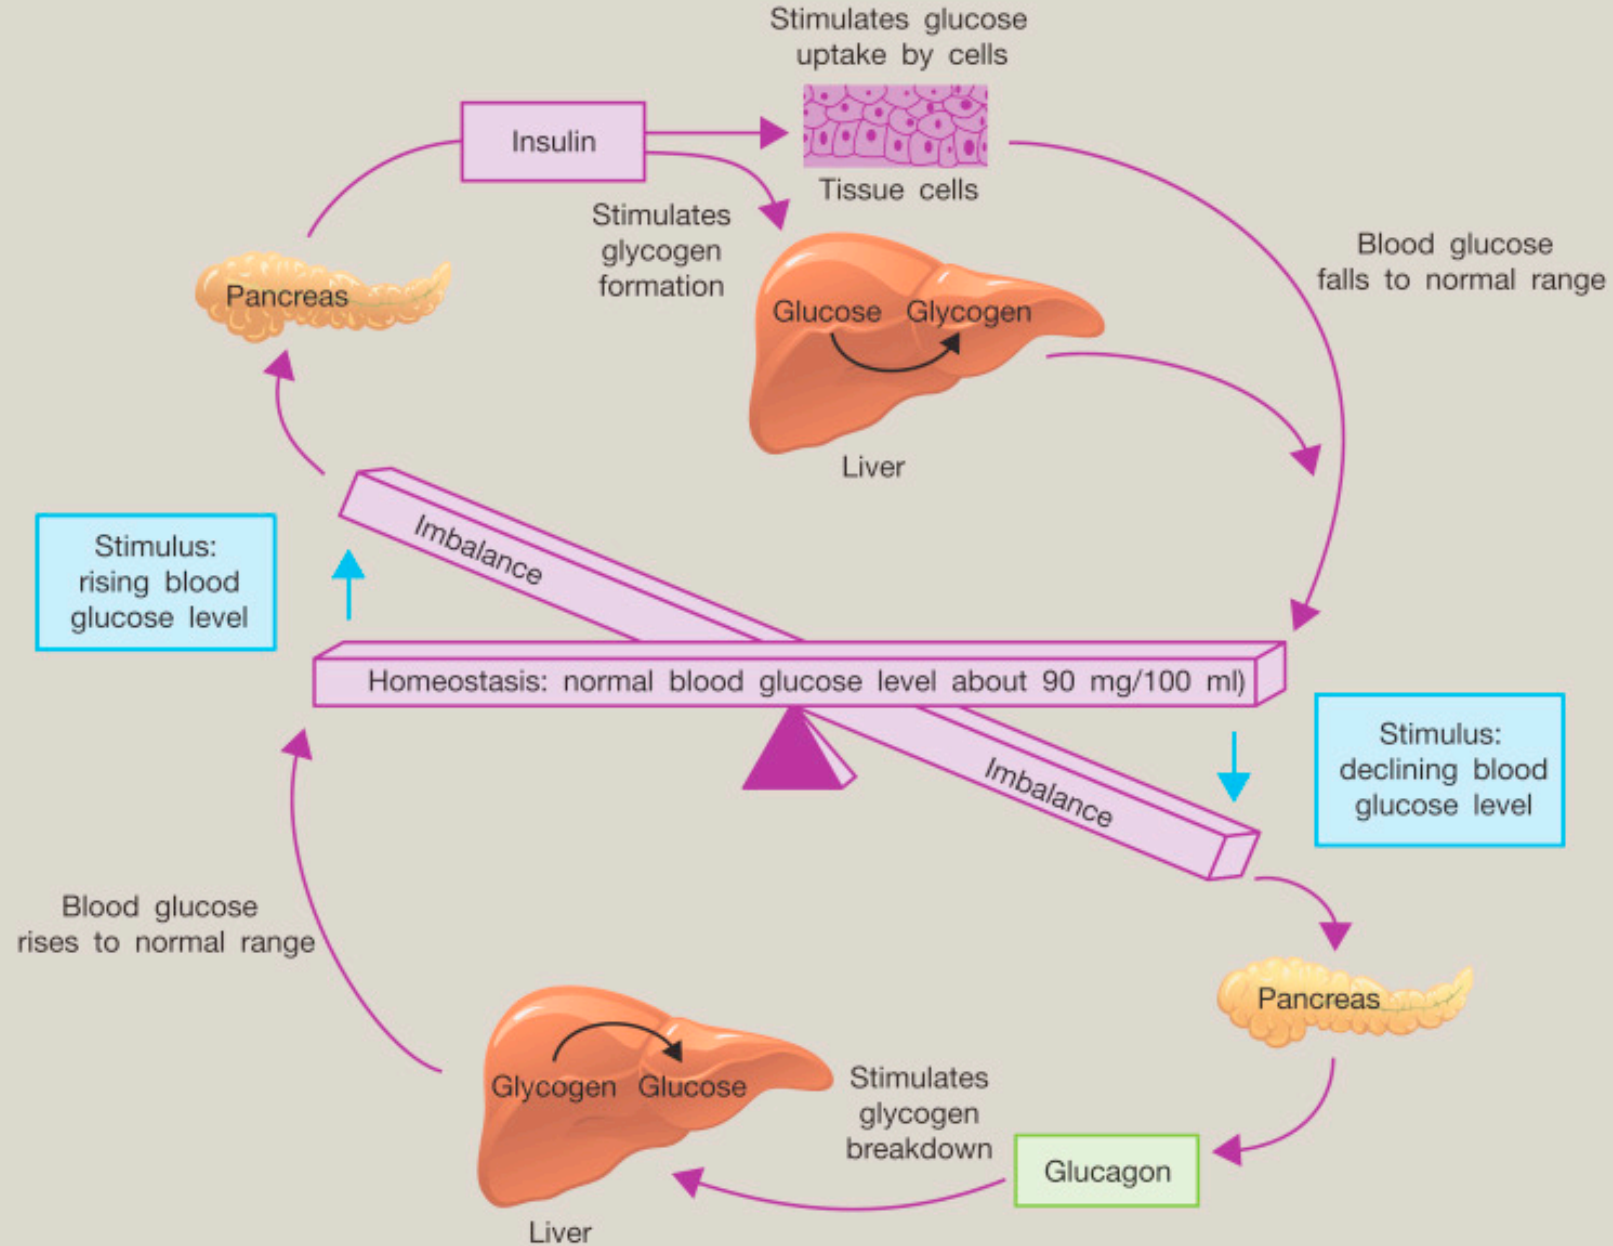 Stimulates glucose
uptake by cells
Insulin
Tissue cells
Stimulates
glycogen
formation
Pancreas
Glucose Glycogen
Liver
Blood glucose
falls to normal range
Imbalance
Stimulus:
rising blood
glucose level
Homeostasis: normal blood glucose level about 90 mg/100 ml)
Imbalance
Stimulus:
declining blood
glucose level
Blood glucose
rises to normal range
Pancreas
Glycogen Glucose
Stimulates
glycogen
breakdown
Glucagon
Liver